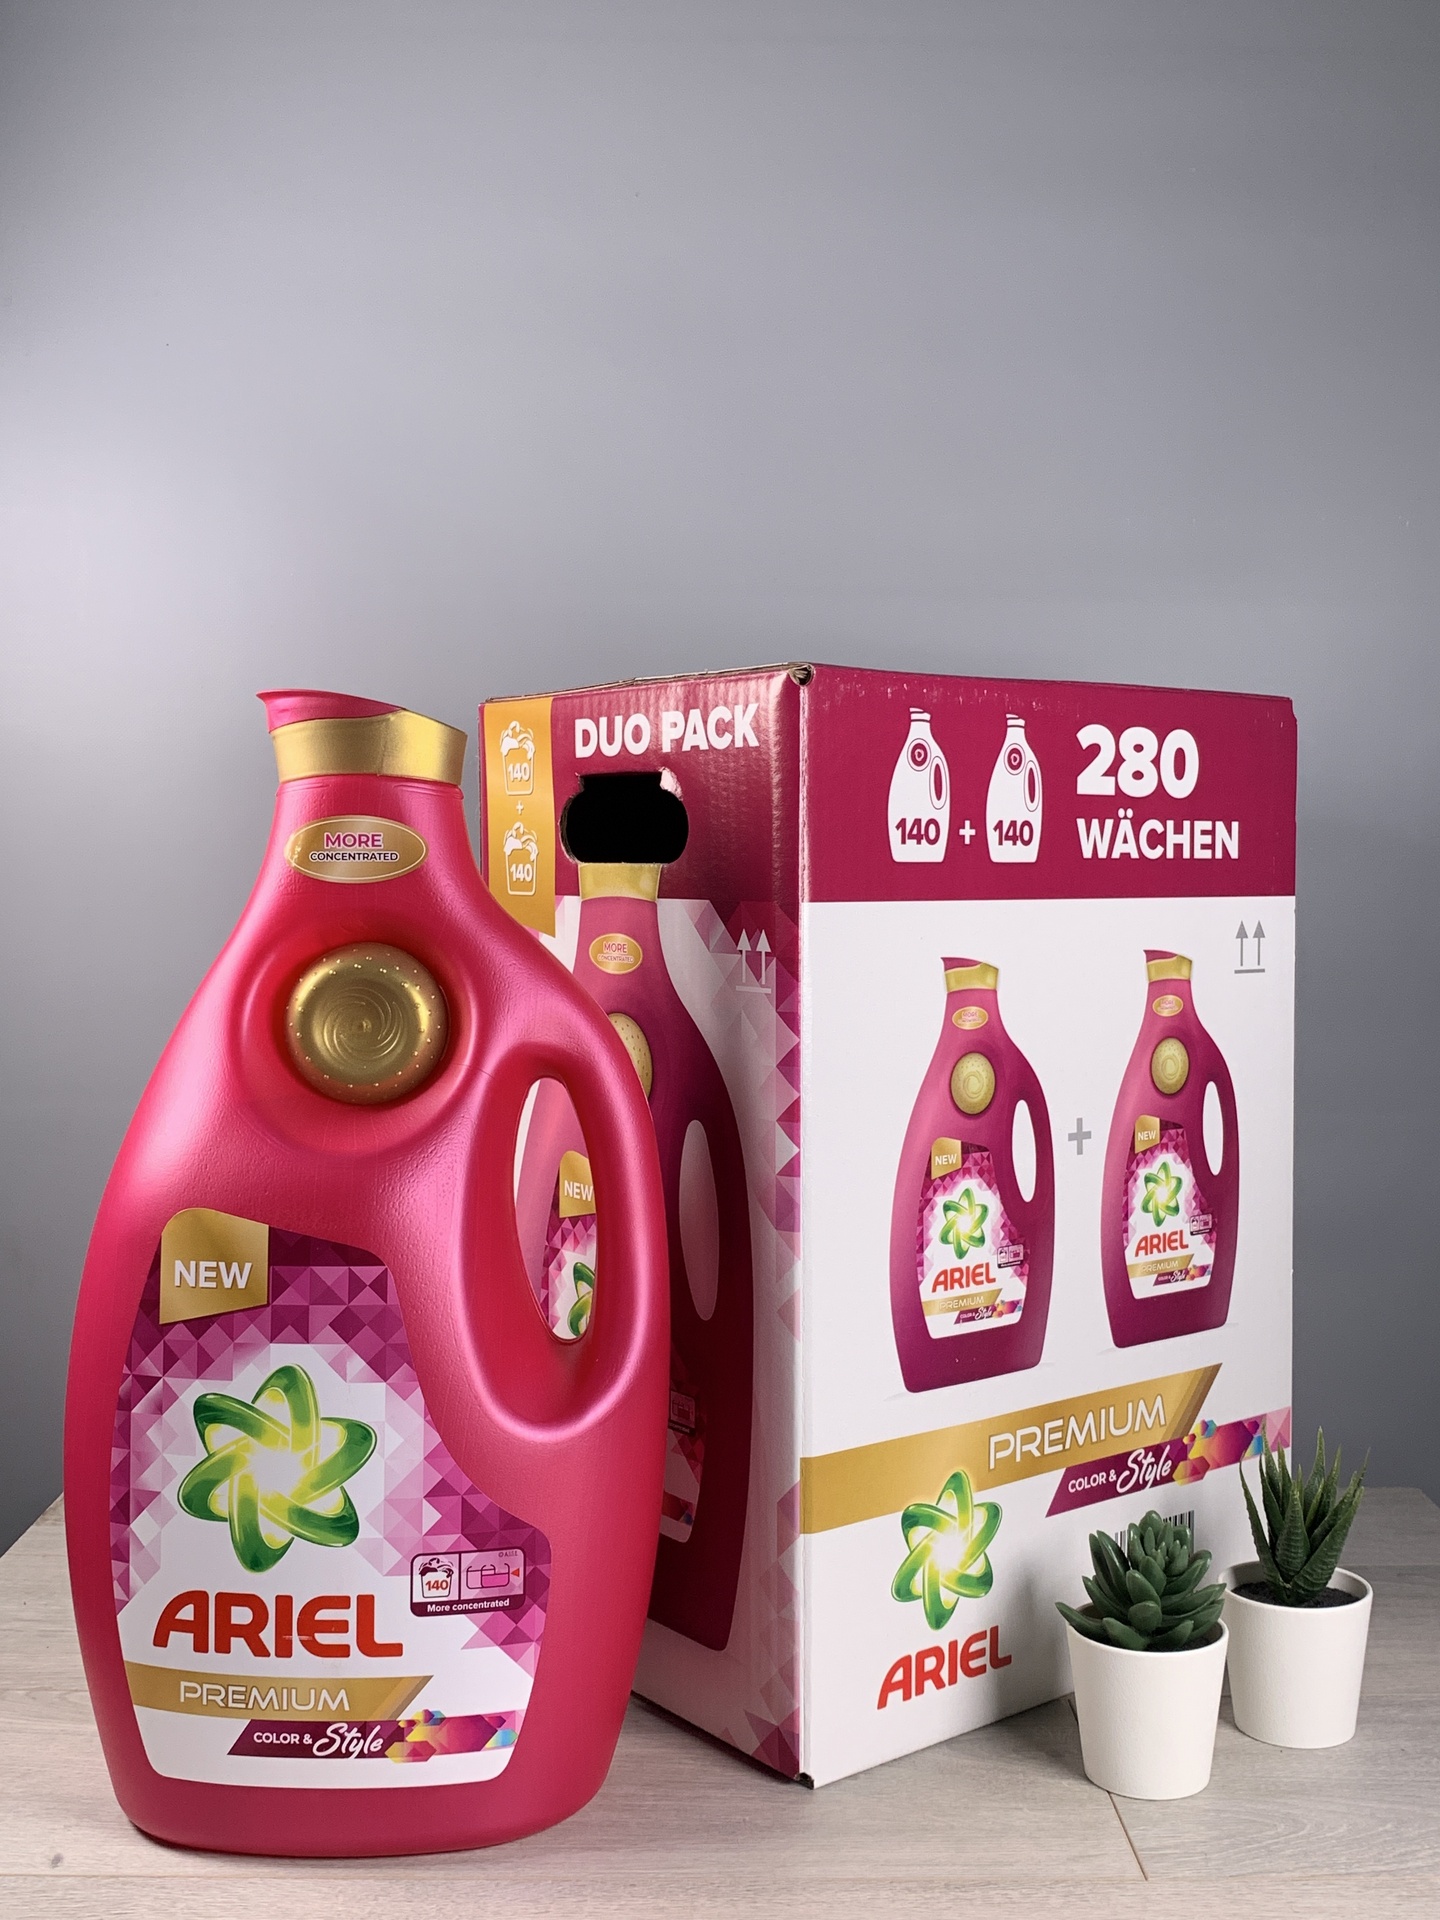 MORE
CONCENTRATED
NEW
ARIEL
PREMIUM
COLOR & Style
140
More concentrated
DUO PACK
140
+
140
MORE
CONCENTRATED
NEW
140 + 140
280
WÄCHEN
+
NEW
ARIEL
PREMIUM
COLOR & Style
NEW
ARIEL
PREMIUM
COLOR & Style
PREMIUM
COLOR & Style
ARIEL